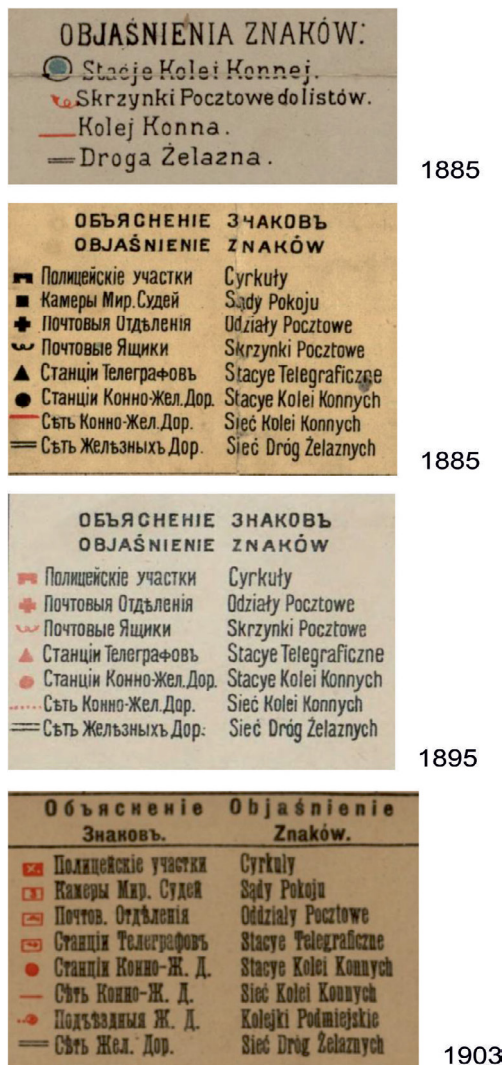 OBJAŚNIENIA ZNAKÓW:
Stacje Kolei Konnej.
Skrzynki Pocztowe do listów.
Kolej Konna.
Droga Żelazna.
1885
ОБЪЯСНЕНІЕ ЗНАКОВЪ
OBJAŚNIENIE ZNAKÓW
Полицейскіе участки Cyrkuły
Камеры Мир. Судей Sądy Pokoju
Почтовыя Отдѣленія Odziały Pocztowe
Почтовые Ящики Skrzynki Pocztowe
Станціи Телеграфовъ Stacye Telegraficzne
Станціи Конно-Жел. Дор. Stacye Kolei Konnych
Сѣть Конно-Жел. Дор. Sieć Kolei Konnych
Сѣть Желѣзныхъ Дор. Sieć Dróg Żelaznych
1885
ОБЪЯСНЕНІЕ ЗНАКОВЪ
OBJAŚNIENIE ZNAKÓW
Полицейскіе участки Cyrkuły
Почтовыя Отдѣленія Odziały Pocztowe
Почтовые Ящики Skrzynki Pocztowe
Станціи Телеграфовъ Stacye Telegraficzne
Станціи Конно-Жел. Дор. Stacye Kolei Konnych
Сѣть Конно-Жел. Дор. Sieć Kolei Konnych
Сѣть Желѣзныхъ Дор. Sieć Dróg Żelaznych
1895
Объясненіе Objaśnienie
Знаковъ. Znaków.
Полицейскіе участки Cyrkuły
Камеры Мир. Судей Sądy Pokoju
Почтов. Отдѣленія Oddziały Pocztowe
Станціи Телеграфовъ Stacye Telegraficzne
Станціи Конно-Ж. Д. Stacye Kolei Konnych
Сѣть Конно-Ж. Д. Sieć Kolei Konnych
Подъѣздныя Ж. Д. Kolejki Podmiejskie
Сѣть Жел. Дор. Sieć Dróg Żelaznych
1903